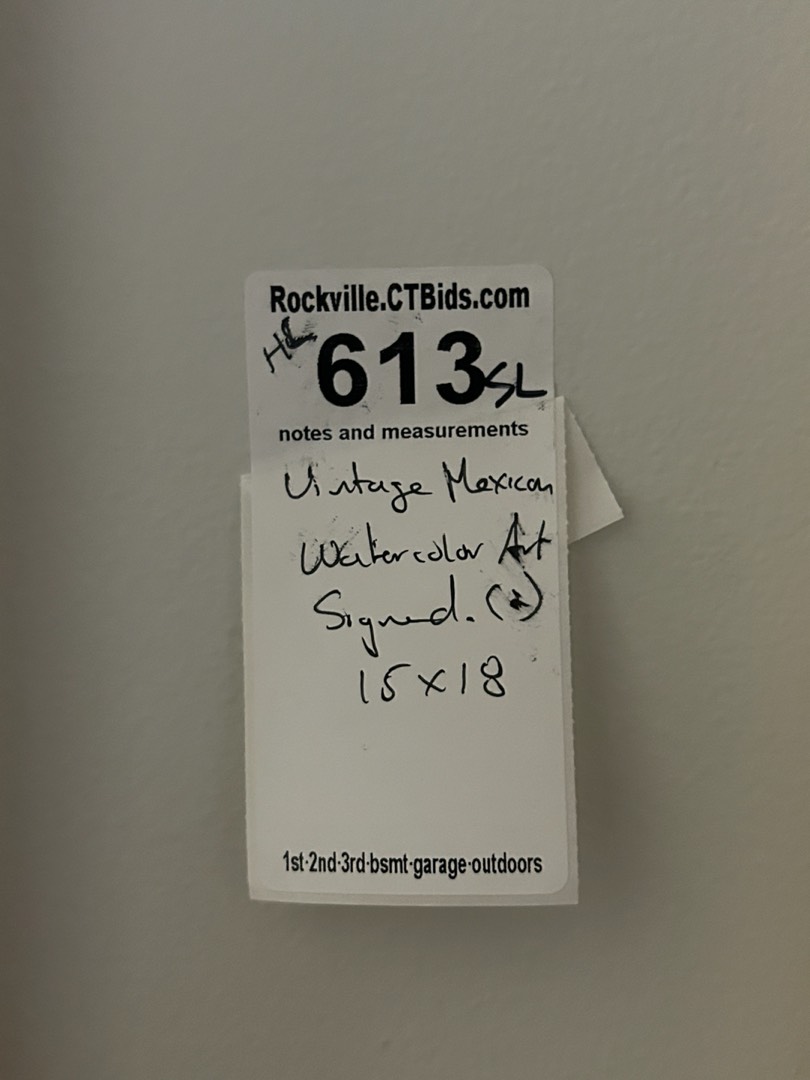 Rockville.CTBids.com
HL 613 SL
notes and measurements
Vintage Mexican
Watercolor Art
Signed.
15x18
1st·2nd·3rd·bsmt·garage·outdoors